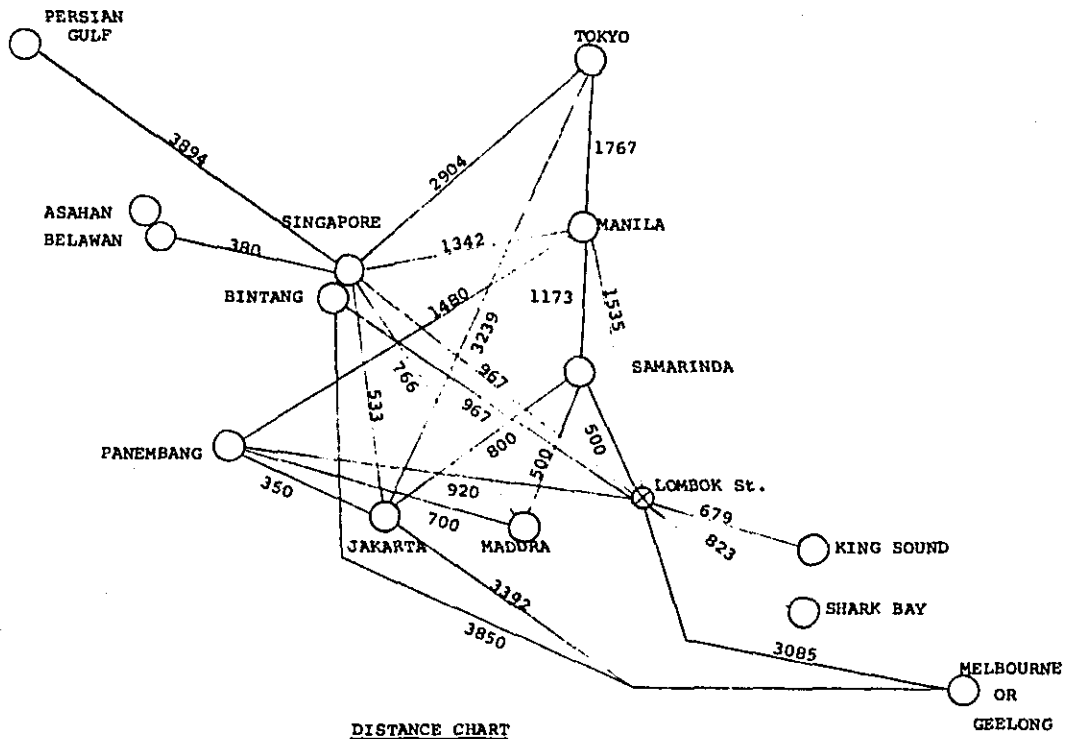 PERSIAN
GULF
TOKYO
3894
2904
1767
ASAHAN
SINGAPORE
MANILA
BELAWAN
380
1342
BINTANG
1480
1173
1535
3239
SAMARINDA
766
967
533
967
800
500
PANEMBANG
500
LOMBOK St.
350
920
679
700
823
JAKARTA
MADURA
KING SOUND
3392
SHARK BAY
3850
3085
MELBOURNE
OR
GEELONG
DISTANCE CHART